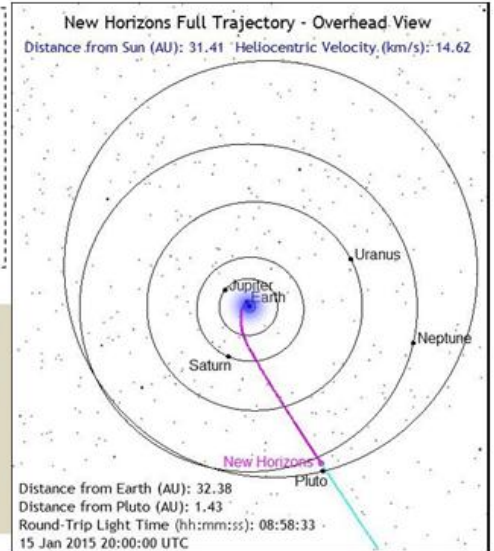 New Horizons Full Trajectory - Overhead View
Distance from Sun (AU): 31.41 Heliocentric Velocity (km/s): 14.62
Uranus
Jupiter
Earth
Neptune
Saturn
New Horizons
Pluto
Distance from Earth (AU): 32.38
Distance from Pluto (AU): 1.43
Round-Trip Light Time (hh:mm:ss): 08:58:33
15 Jan 2015 20:00:00 UTC